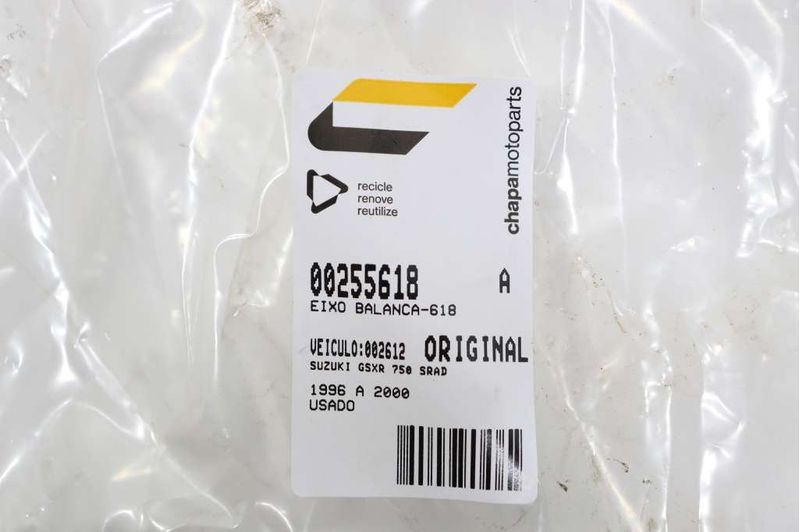 chapamotoparts
recicle
renove
reutilize
00255618 A
EIXO BALANCA-618
VEICULO:002612 ORIGINAL
SUZUKI GSXR 750 SRAD
1996 A 2000
USADO